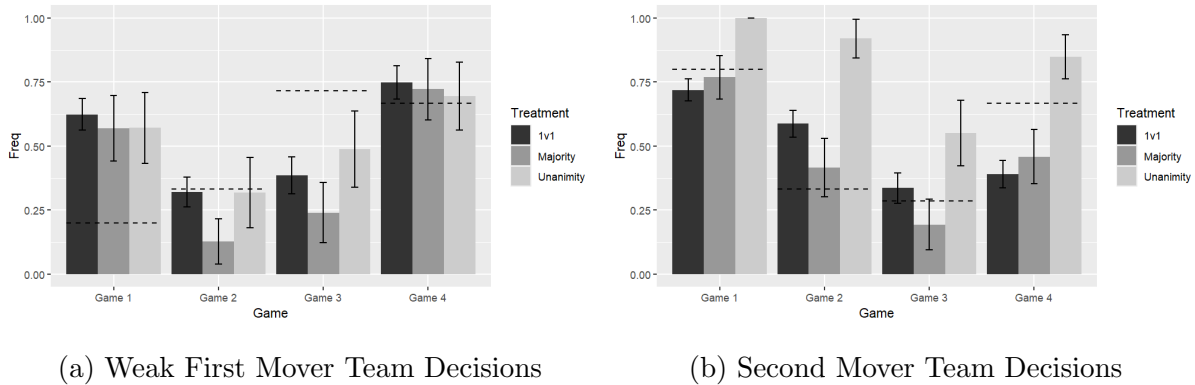 1.00
0.75
0.50
0.25
0.00
Freq
Game 1 Game 2 Game 3 Game 4
Game
Treatment
1v1
Majority
Unanimity
(a) Weak First Mover Team Decisions
1.00
0.75
0.50
0.25
0.00
Freq
Game 1 Game 2 Game 3 Game 4
Game
Treatment
1v1
Majority
Unanimity
(b) Second Mover Team Decisions